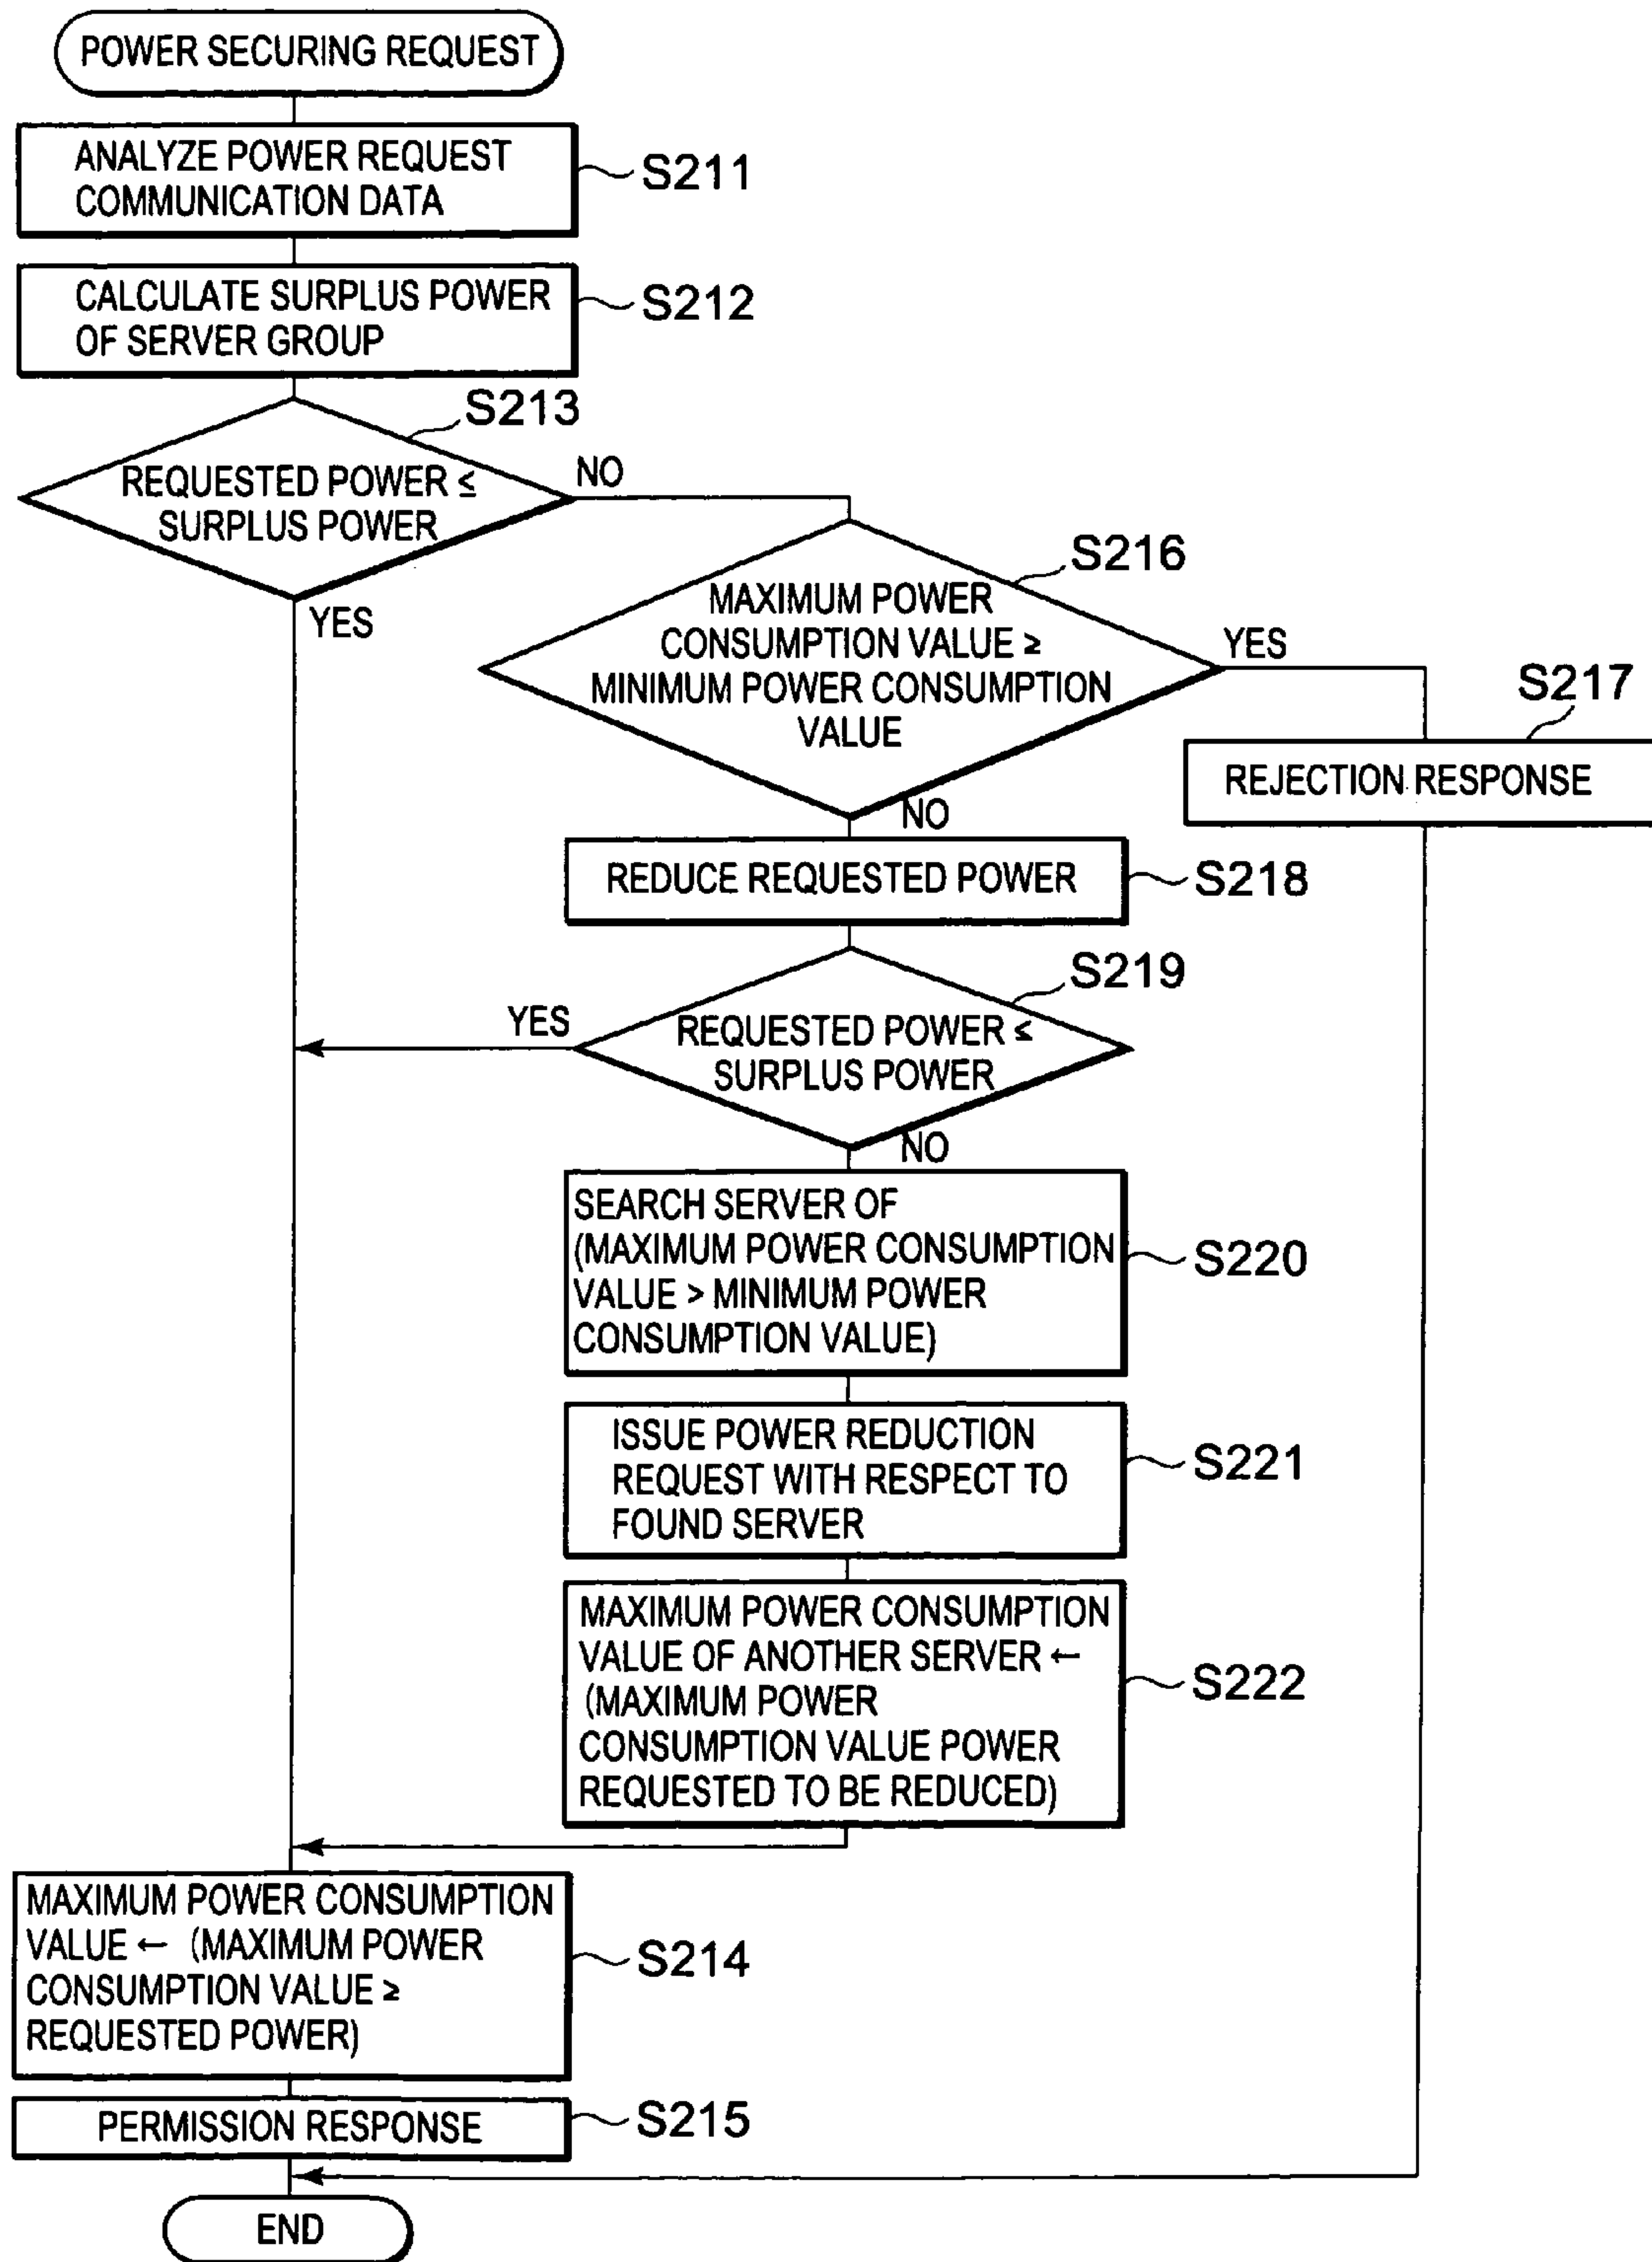 POWER SECURING REQUEST
ANALYZE POWER REQUEST
COMMUNICATION DATA
S211
CALCULATE SURPLUS POWER
OF SERVER GROUP
S212
S213
REQUESTED POWER ≤
SURPLUS POWER
NO
YES
S216
MAXIMUM POWER
CONSUMPTION VALUE ≥
MINIMUM POWER CONSUMPTION
VALUE
YES
NO
S217
REJECTION RESPONSE
REDUCE REQUESTED POWER
S218
S219
REQUESTED POWER ≤
SURPLUS POWER
YES
NO
SEARCH SERVER OF
(MAXIMUM POWER CONSUMPTION
VALUE > MINIMUM POWER
CONSUMPTION VALUE)
S220
ISSUE POWER REDUCTION
REQUEST WITH RESPECT TO
FOUND SERVER
S221
MAXIMUM POWER CONSUMPTION
VALUE OF ANOTHER SERVER ←
(MAXIMUM POWER
CONSUMPTION VALUE POWER
REQUESTED TO BE REDUCED)
S222
MAXIMUM POWER CONSUMPTION
VALUE ← (MAXIMUM POWER
CONSUMPTION VALUE ≥
REQUESTED POWER)
S214
PERMISSION RESPONSE
S215
END